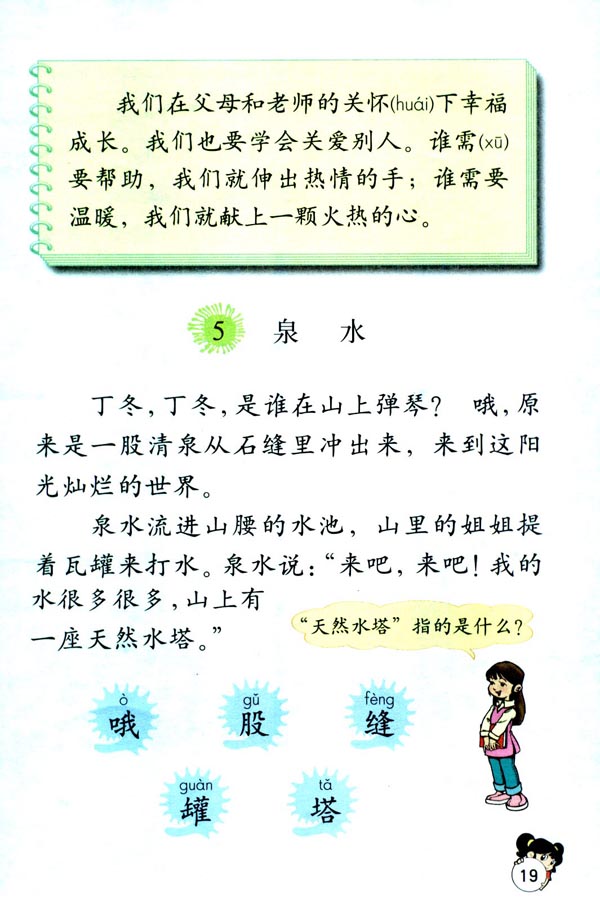 我们在父母和老师的关怀(huái)下幸福
成长。我们也要学会关爱别人。谁需(xū)
要帮助，我们就伸出热情的手；谁需要
温暖，我们就献上一颗火热的心。
5 泉 水
丁冬，丁冬，是谁在山上弹琴？ 哦，原
来是一股清泉从石缝里冲出来，来到这阳
光灿烂的世界。
泉水流进山腰的水池，山里的姐姐提
着瓦罐来打水。泉水说：“来吧，来吧！我的
水很多很多，山上有
一座天然水塔。”
“天然水塔”指的是什么？
ò gǔ fèng
哦 股 缝
guàn tǎ
罐 塔
19